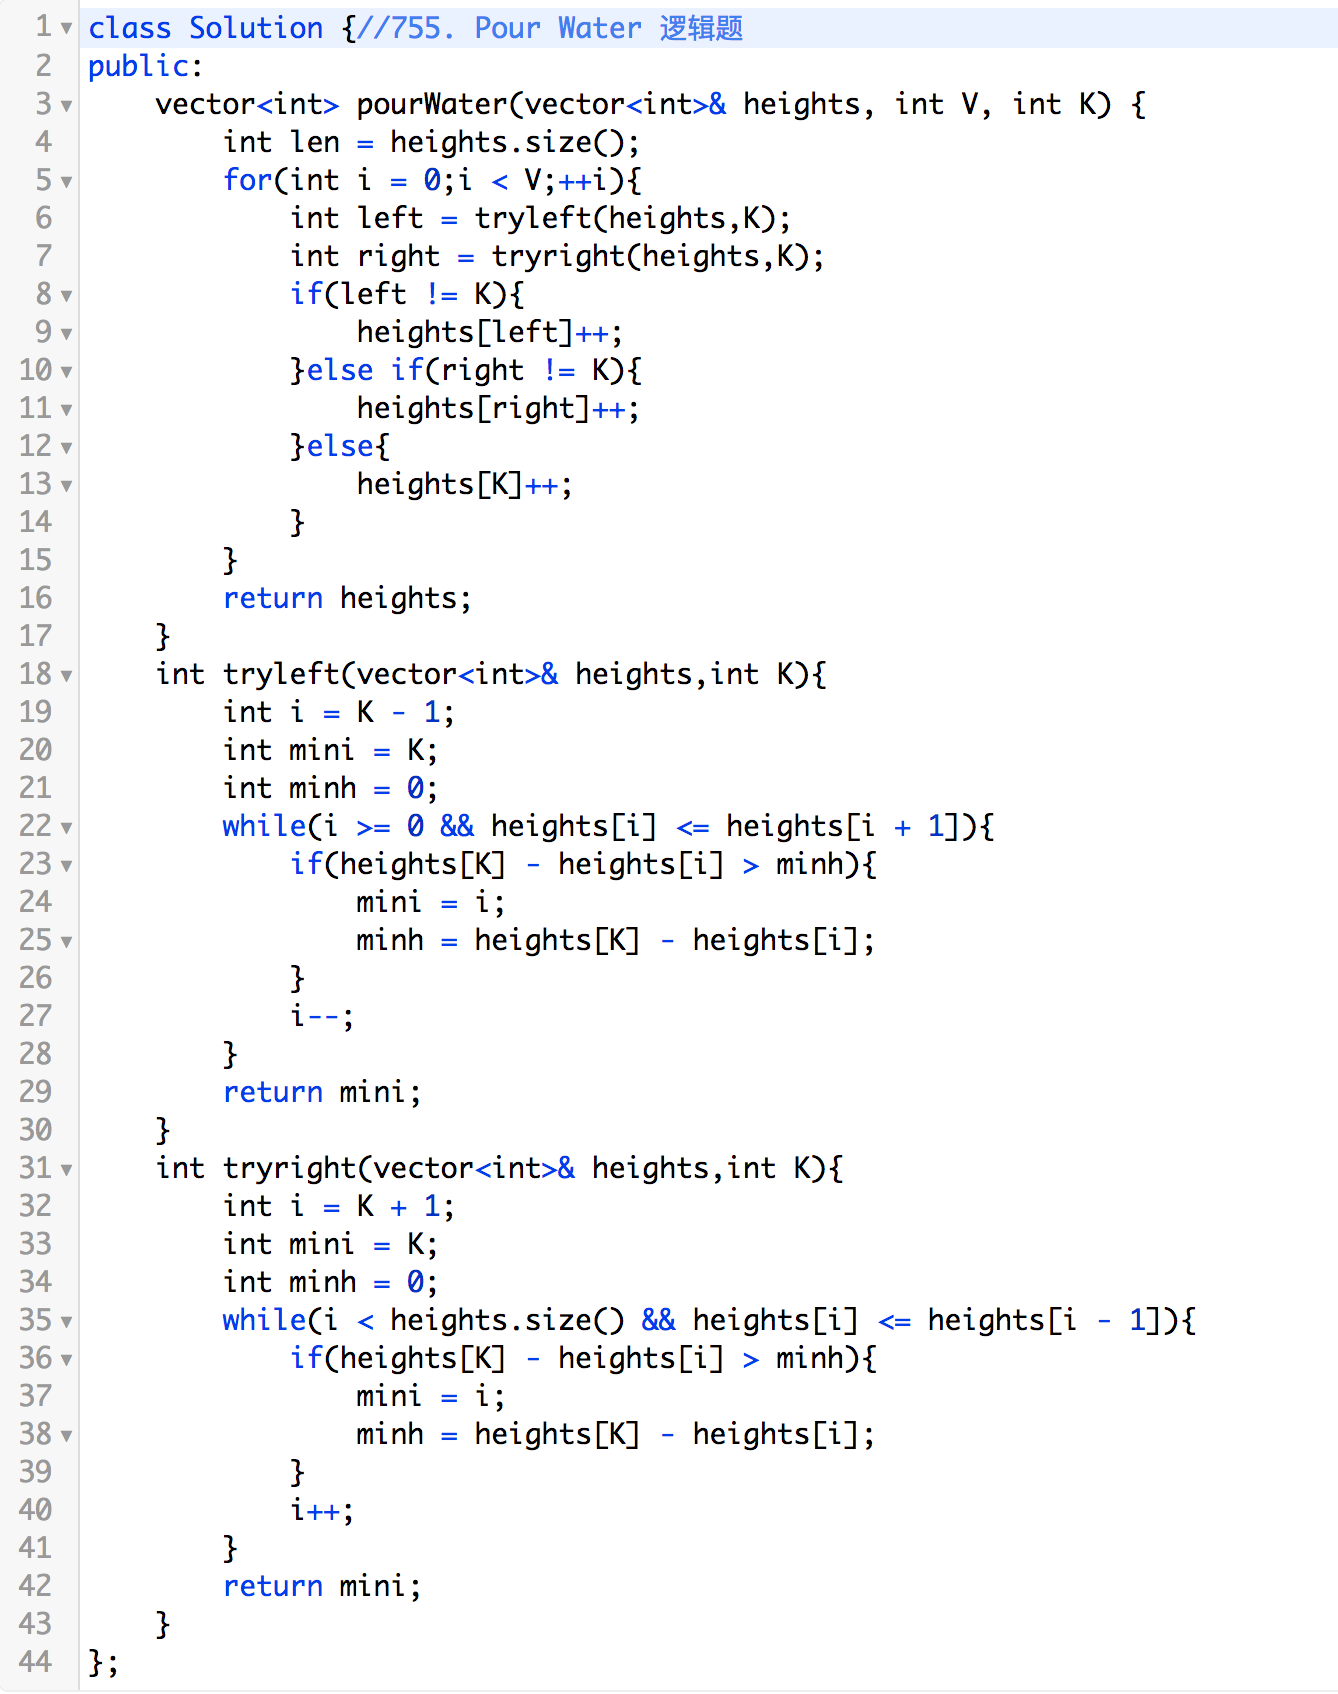 1 class Solution {//755. Pour Water 逻辑题
2 public:
3     vector<int> pourWater(vector<int>& heights, int V, int K) {
4         int len = heights.size();
5         for(int i = 0;i < V;++i){
6             int left = tryleft(heights,K);
7             int right = tryright(heights,K);
8             if(left != K){
9                 heights[left]++;
10             }else if(right != K){
11                 heights[right]++;
12             }else{
13                 heights[K]++;
14             }
15         }
16         return heights;
17     }
18     int tryleft(vector<int>& heights,int K){
19         int i = K - 1;
20         int mini = K;
21         int minh = 0;
22         while(i >= 0 && heights[i] <= heights[i + 1]){
23             if(heights[K] - heights[i] > minh){
24                 mini = i;
25                 minh = heights[K] - heights[i];
26             }
27             i--;
28         }
29         return mini;
30     }
31     int tryright(vector<int>& heights,int K){
32         int i = K + 1;
33         int mini = K;
34         int minh = 0;
35         while(i < heights.size() && heights[i] <= heights[i - 1]){
36             if(heights[K] - heights[i] > minh){
37                 mini = i;
38                 minh = heights[K] - heights[i];
39             }
40             i++;
41         }
42         return mini;
43     }
44 };